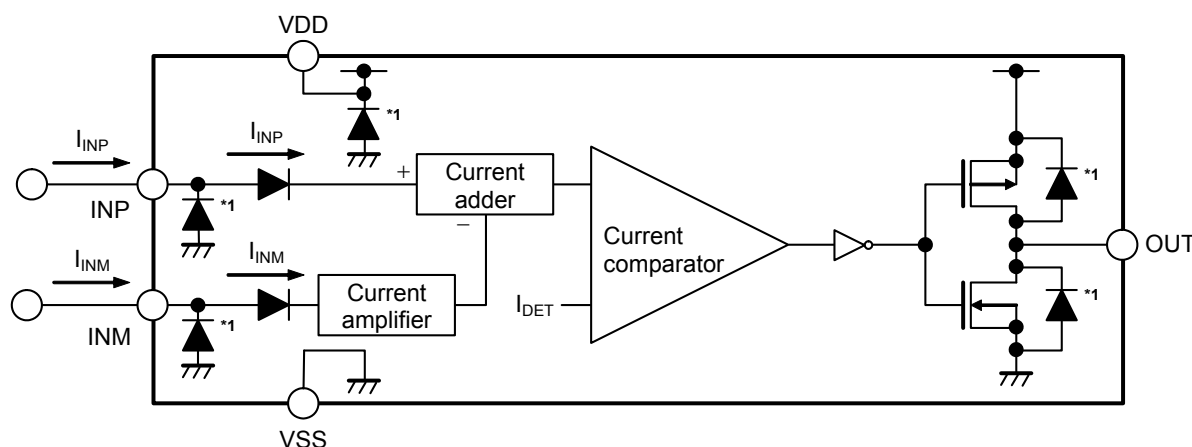 VDD
*1
I_INP
I_INP
+
Current
adder
*1
INP
*1
−
Current
comparator
OUT
I_INM
I_INM
Current
amplifier
I_DET
*1
*1
INM
VSS